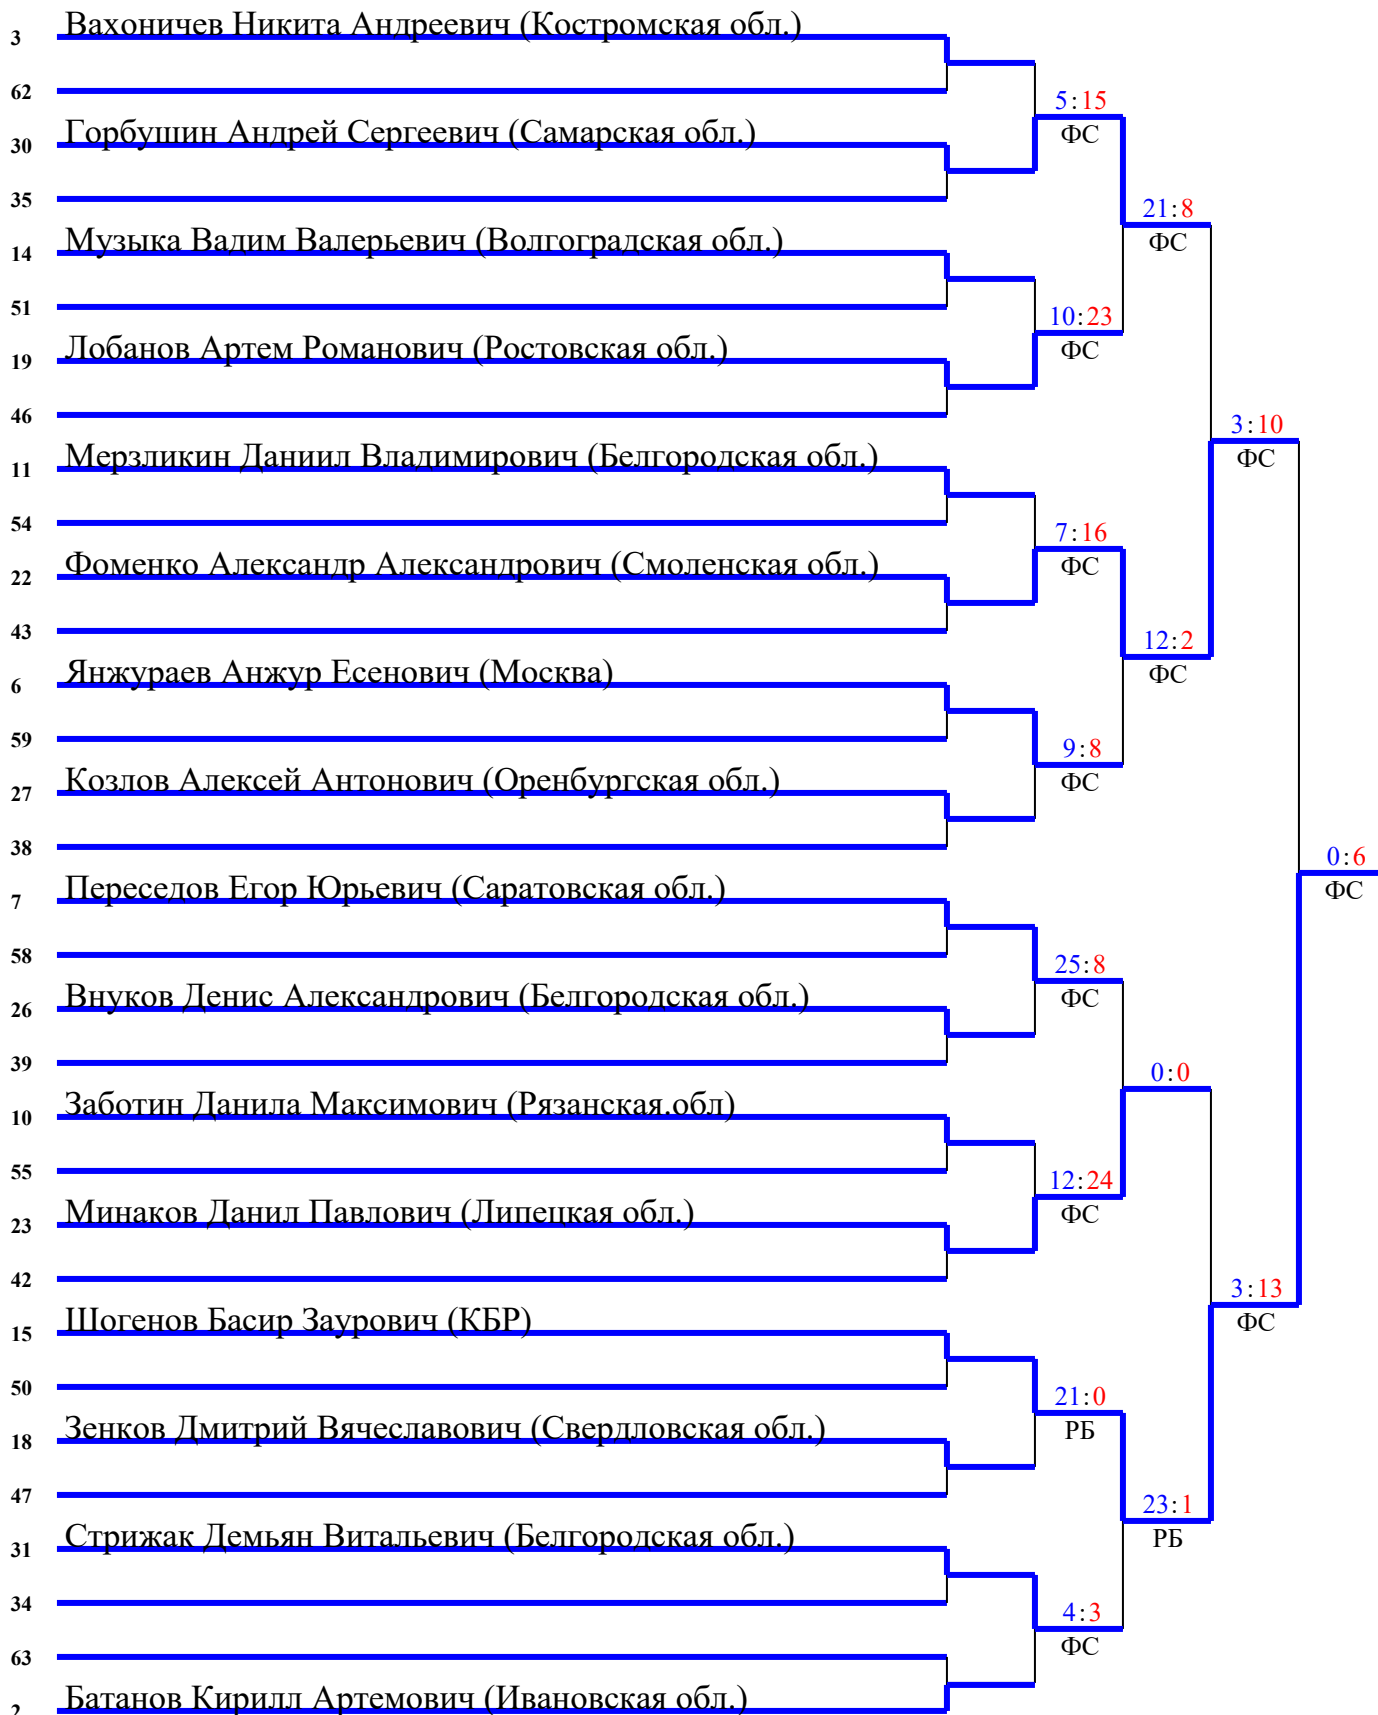 3 Вахоничев Никита Андреевич (Костромская обл.)
62
5:15
ФС
30 Горбушин Андрей Сергеевич (Самарская обл.)
35
21:8
ФС
14 Музыка Вадим Валерьевич (Волгоградская обл.)
51
10:23
ФС
19 Лобанов Артем Романович (Ростовская обл.)
46
3:10
ФС
11 Мерзликин Даниил Владимирович (Белгородская обл.)
54
7:16
ФС
22 Фоменко Александр Александрович (Смоленская обл.)
43
12:2
ФС
6 Янжураев Анжур Есенович (Москва)
59
9:8
ФС
27 Козлов Алексей Антонович (Оренбургская обл.)
38
0:6
ФС
7 Переседов Егор Юрьевич (Саратовская обл.)
58
25:8
ФС
26 Внуков Денис Александрович (Белгородская обл.)
39
0:0
10 Заботин Данила Максимович (Рязанская.обл)
55
12:24
ФС
23 Минаков Данил Павлович (Липецкая обл.)
42
3:13
ФС
15 Шогенов Басир Заурович (КБР)
50
21:0
РБ
18 Зенков Дмитрий Вячеславович (Свердловская обл.)
47
23:1
РБ
31 Стрижак Демьян Витальевич (Белгородская обл.)
34
4:3
ФС
63
2 Батанов Кирилл Артемович (Ивановская обл.)